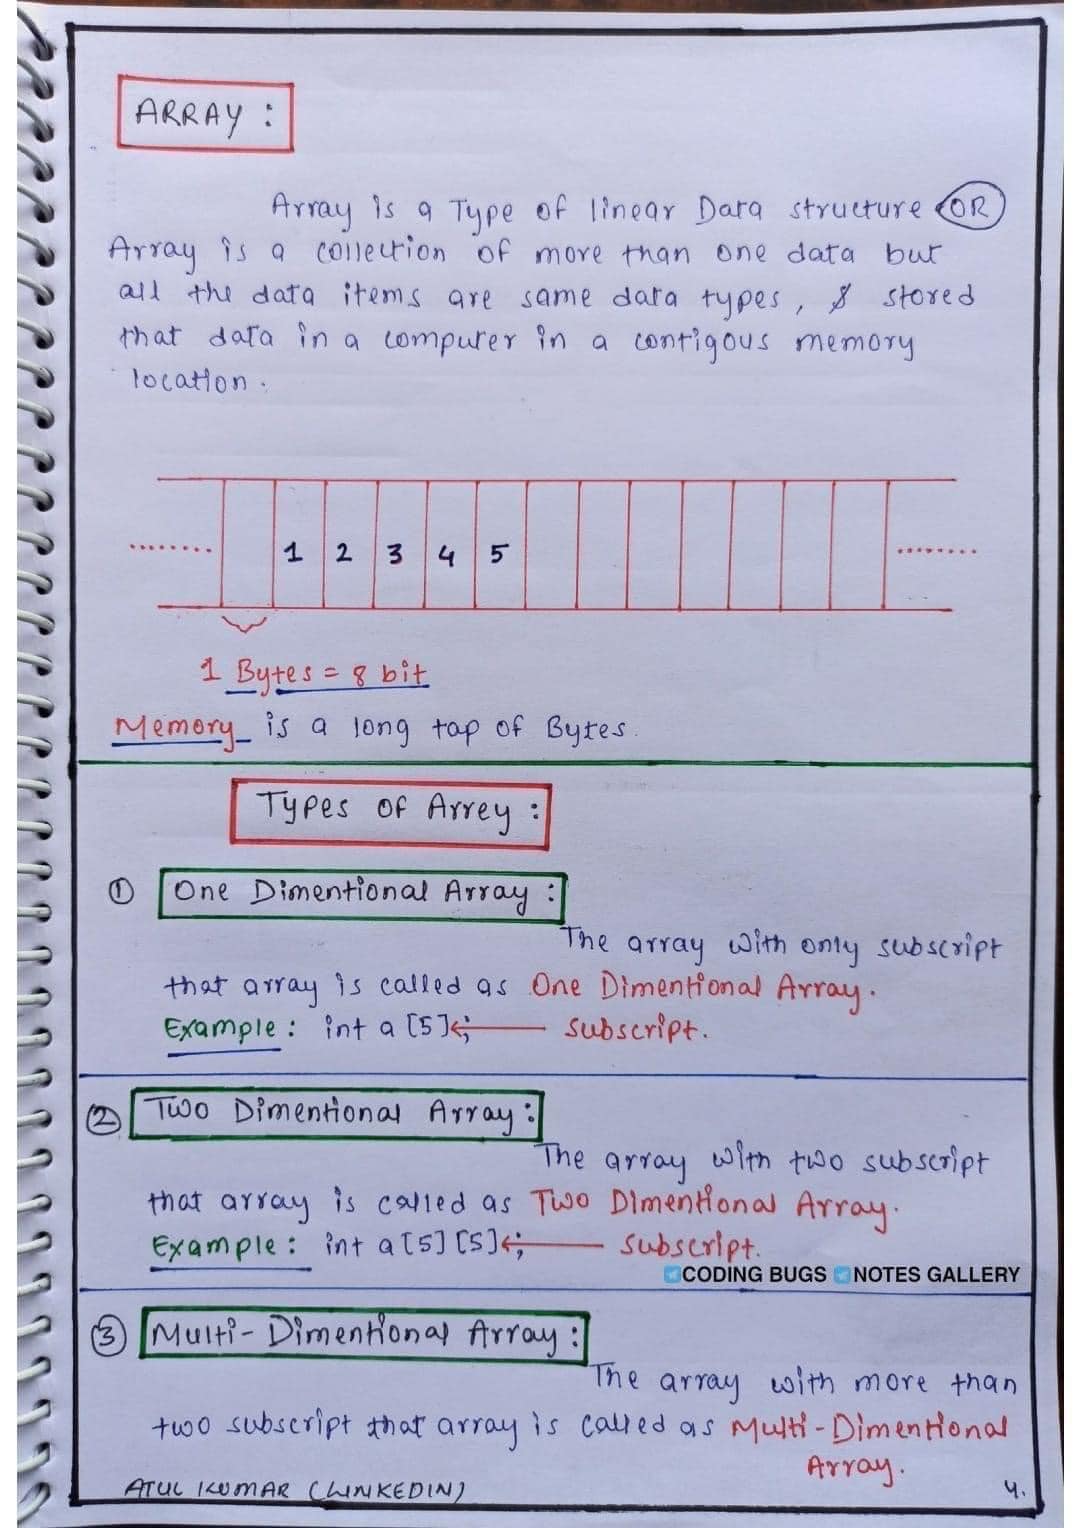 ARRAY :
Array is a Type of linear Data structure OR
Array is a collection of more than one data but
all the data items are same data types, & stored
that data in a computer in a contigous memory
location.
........ 1 2 3 4 5 ........
1 Bytes = 8 bit
Memory is a long tap of Bytes.
Types of Arrey :
① One Dimentional Array :
The array with only subscript
that array is called as One Dimentional Array.
Example : int a [5]; ← subscript.
② Two Dimentional Array :
The array with two subscript
that array is called as Two Dimentional Array.
Example : int a [5] [5]; ← subscript.
CODING BUGS NOTES GALLERY
③ Multi-Dimentional Array :
The array with more than
two subscript that array is called as Multi-Dimentional
Array.
ATUL KUMAR (LINKEDIN) 4.